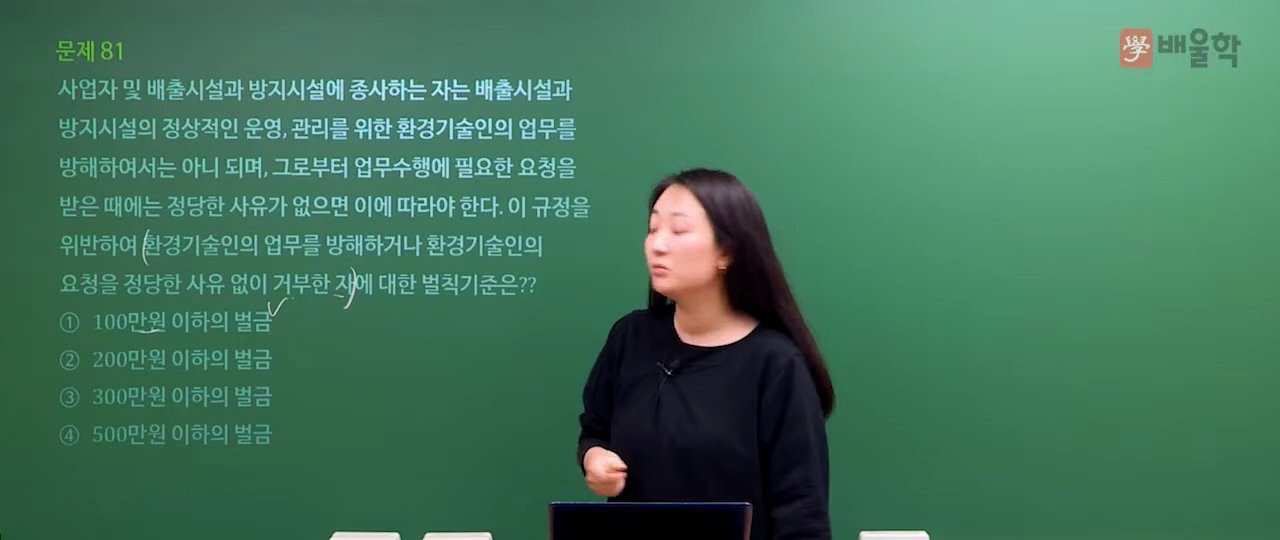 문제 81
學 배울학
사업자 및 배출시설과 방지시설에 종사하는 자는 배출시설과
방지시설의 정상적인 운영, 관리를 위한 환경기술인의 업무를
방해하여서는 아니 되며, 그로부터 업무수행에 필요한 요청을
받은 때에는 정당한 사유가 없으면 이에 따라야 한다. 이 규정을
위반하여 환경기술인의 업무를 방해하거나 환경기술인의
요청을 정당한 사유 없이 거부한 자에 대한 벌칙기준은??
① 100만원 이하의 벌금
② 200만원 이하의 벌금
③ 300만원 이하의 벌금
④ 500만원 이하의 벌금